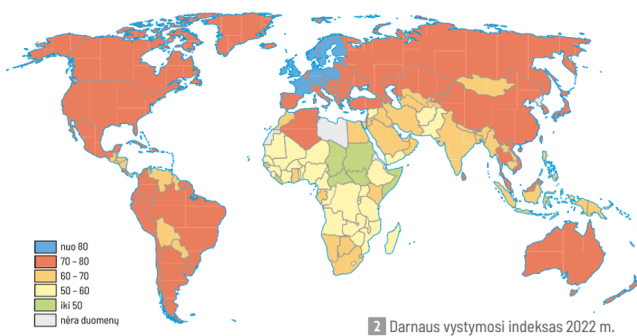 nuo 80
70 – 80
60 – 70
50 – 60
iki 50
nėra duomenų
2 Darnaus vystymosi indeksas 2022 m.